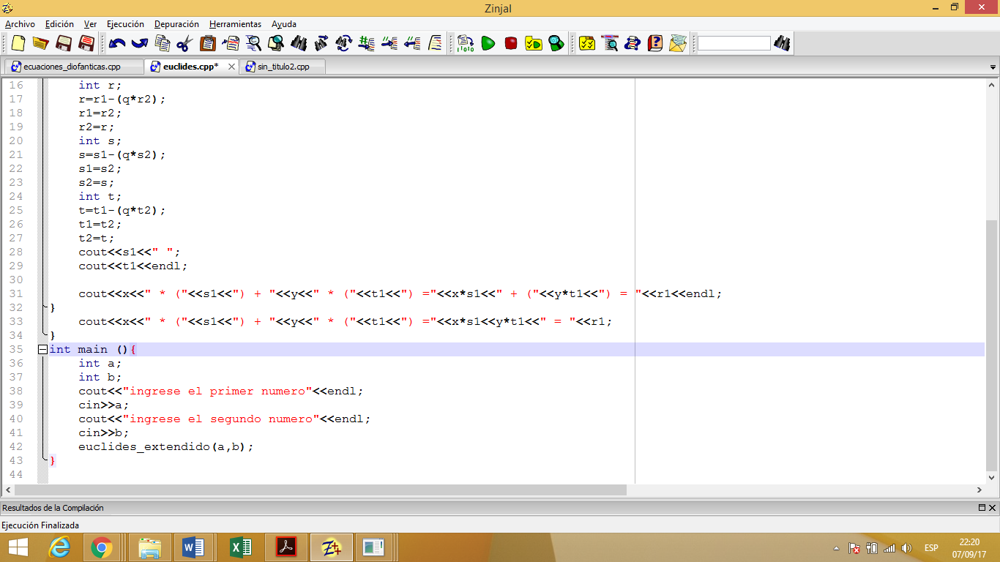 Zinjal
Archivo Edición Ver Ejecución Depuración Herramientas Ayuda
ecuaciones_diofanticas.cpp euclides.cpp* sin_titulo2.cpp
16 int r;
17 r=r1-(q*r2);
18 r1=r2;
19 r2=r;
20 int s;
21 s=s1-(q*s2);
22 s1=s2;
23 s2=s;
24 int t;
25 t=t1-(q*t2);
26 t1=t2;
27 t2=t;
28 cout<<s1<<" ";
29 cout<<t1<<endl;
30
31 cout<<x<<" * ("<<s1<<") + "<<y<<" * ("<<t1<<") ="<<x*s1<<" + ("<<y*t1<<") = "<<r1<<endl;
32 }
33 cout<<x<<" * ("<<s1<<") + "<<y<<" * ("<<t1<<") ="<<x*s1<<y*t1<<" = "<<r1;
34 }
35 int main (){
36 int a;
37 int b;
38 cout<<"ingrese el primer numero"<<endl;
39 cin>>a;
40 cout<<"ingrese el segundo numero"<<endl;
41 cin>>b;
42 euclides_extendido(a,b);
43 }
44
Resultados de la Compilación
Ejecución Finalizada
ESP
22:20
07/09/17